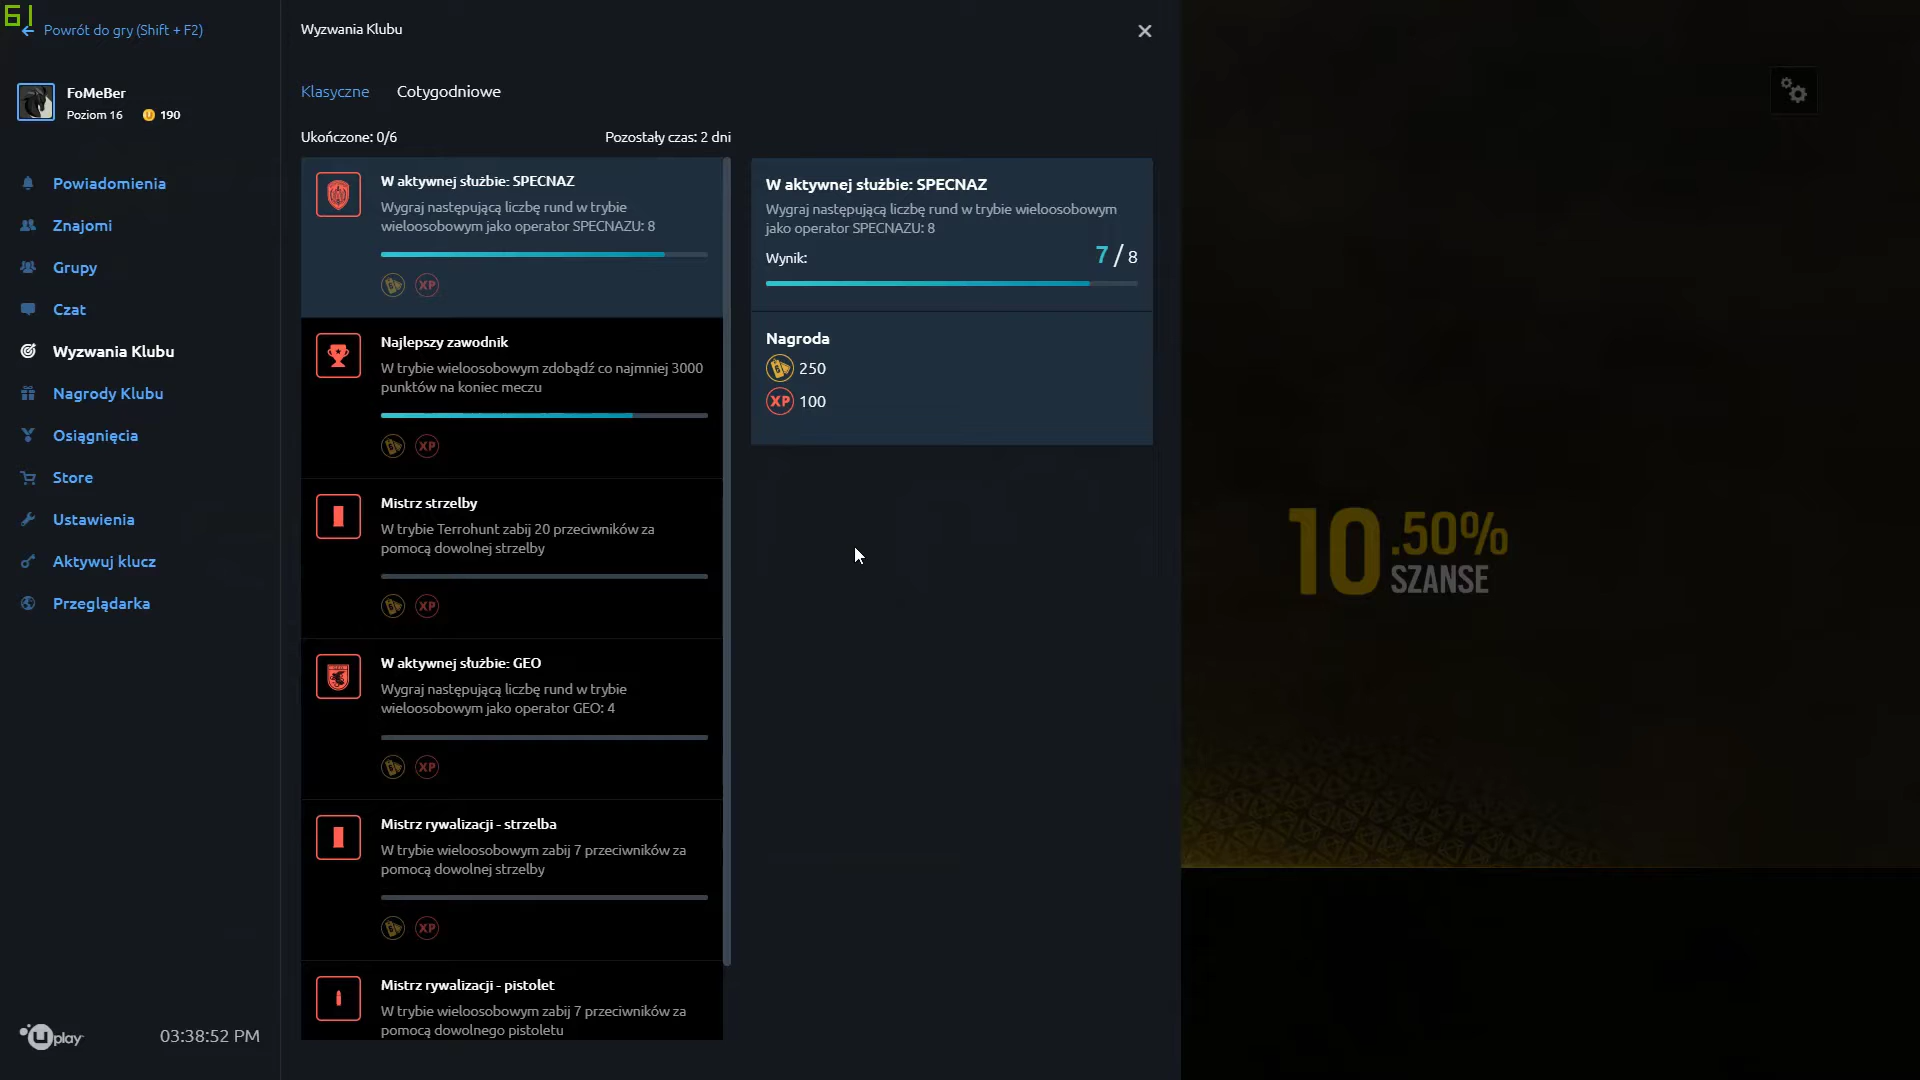 61
Powrót do gry (Shift + F2)
FoMeBer
Poziom 16 190
Powiadomienia
Znajomi
Grupy
Czat
Wyzwania Klubu
Nagrody Klubu
Osiągnięcia
Store
Ustawienia
Aktywuj klucz
Przeglądarka
Uplay
03:38:52 PM
Wyzwania Klubu
Klasyczne Cotygodniowe
Ukończone: 0/6 Pozostały czas: 2 dni
W aktywnej służbie: SPECNAZ
Wygraj następującą liczbę rund w trybie
wieloosobowym jako operator SPECNAZU: 8
XP
Najlepszy zawodnik
W trybie wieloosobowym zdobądź co najmniej 3000
punktów na koniec meczu
XP
Mistrz strzelby
W trybie Terrohunt zabij 20 przeciwników za
pomocą dowolnej strzelby
XP
W aktywnej służbie: GEO
Wygraj następującą liczbę rund w trybie
wieloosobowym jako operator GEO: 4
XP
Mistrz rywalizacji - strzelba
W trybie wieloosobowym zabij 7 przeciwników za
pomocą dowolnej strzelby
XP
Mistrz rywalizacji - pistolet
W trybie wieloosobowym zabij 7 przeciwników za
pomocą dowolnego pistoletu
W aktywnej służbie: SPECNAZ
Wygraj następującą liczbę rund w trybie wieloosobowym
jako operator SPECNAZU: 8
Wynik: 7 / 8
Nagroda
250
XP 100
10.50%
SZANSE